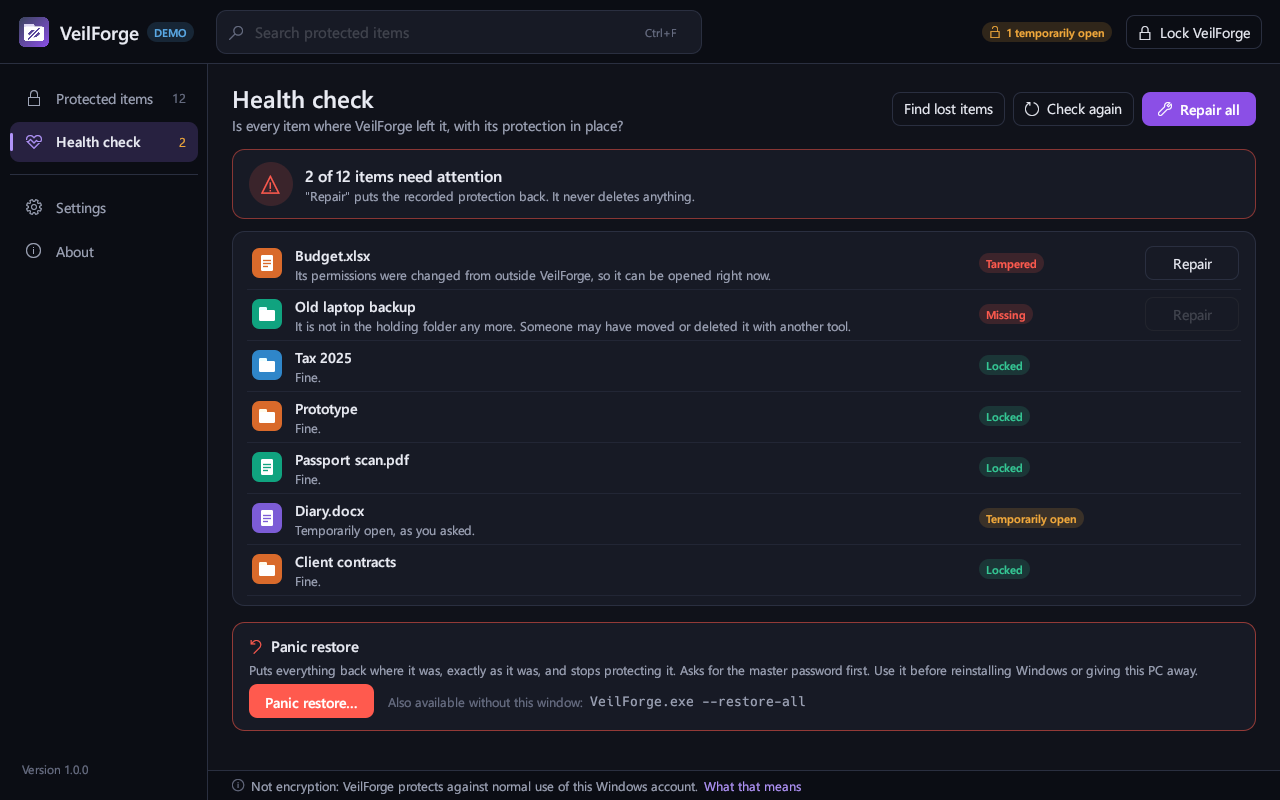 VeilForge DEMO
Search protected items Ctrl+F
1 temporarily open
Lock VeilForge
Protected items 12
Health check 2
Settings
About
Version 1.0.0
Health check
Is every item where VeilForge left it, with its protection in place?
Find lost items
Check again
Repair all
2 of 12 items need attention
"Repair" puts the recorded protection back. It never deletes anything.
Budget.xlsx
Its permissions were changed from outside VeilForge, so it can be opened right now.
Tampered
Repair
Old laptop backup
It is not in the holding folder any more. Someone may have moved or deleted it with another tool.
Missing
Repair
Tax 2025
Fine.
Locked
Prototype
Fine.
Locked
Passport scan.pdf
Fine.
Locked
Diary.docx
Temporarily open, as you asked.
Temporarily open
Client contracts
Fine.
Locked
Panic restore
Puts everything back where it was, exactly as it was, and stops protecting it. Asks for the master password first. Use it before reinstalling Windows or giving this PC away.
Panic restore...
Also available without this window: VeilForge.exe --restore-all
Not encryption: VeilForge protects against normal use of this Windows account. What that means